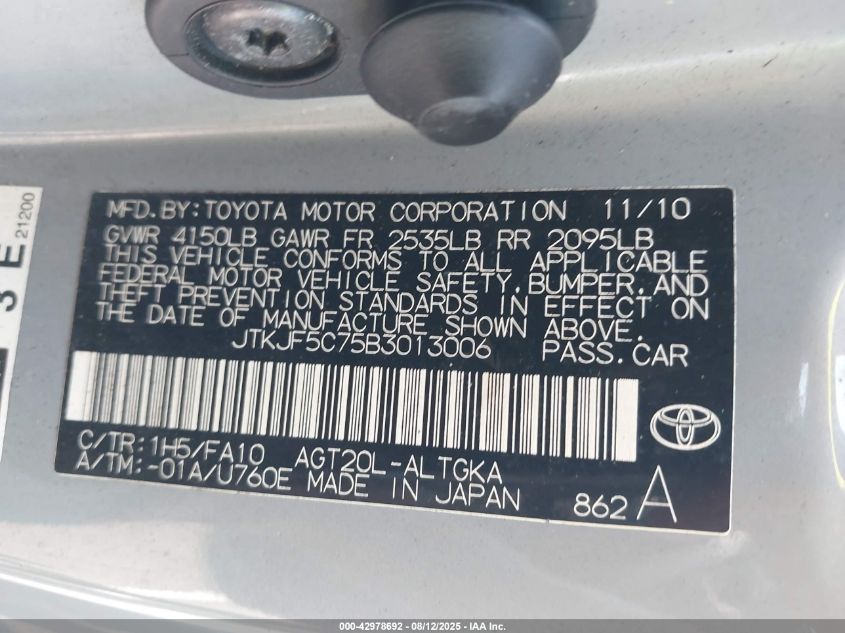 MFD.BY:TOYOTA MOTOR CORPORATION 11/10
GVWR 4150LB GAWR FR 2535LB RR 2095LB
THIS VEHICLE CONFORMS TO ALL APPLICABLE
FEDERAL MOTOR VEHICLE SAFETY,BUMPER,AND
THEFT PREVENTION STANDARDS IN EFFECT ON
THE DATE OF MANUFACTURE SHOWN ABOVE.
JTKJF5C75B3013006 PASS.CAR
C/TR:1H5/FA10 AGT20L-ALTGKA
A/TM:-01A/U760E MADE IN JAPAN
862 A
3 E 21200
000-42978692 - 08/12/2025 - IAA Inc.